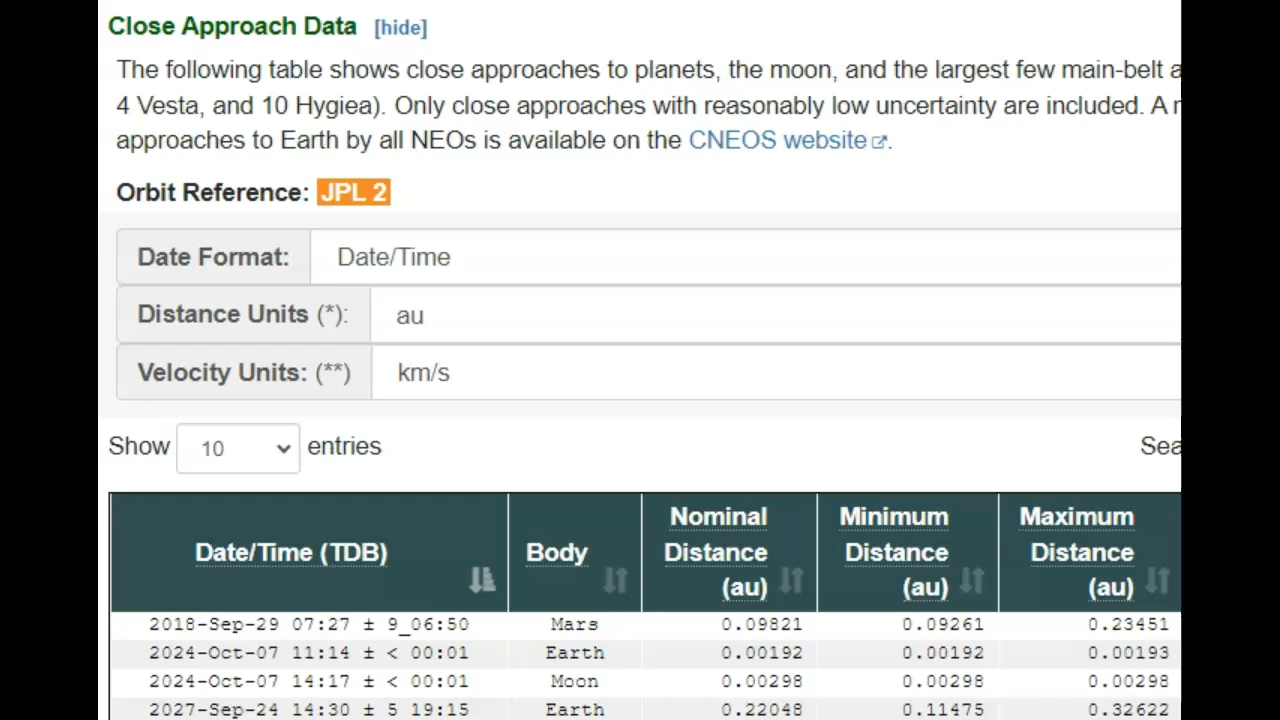 Close Approach Data [hide]
The following table shows close approaches to planets, the moon, and the largest few main-belt a
4 Vesta, and 10 Hygiea). Only close approaches with reasonably low uncertainty are included. A
approaches to Earth by all NEOs is available on the CNEOS website.
Orbit Reference: JPL 2
Date Format: Date/Time
Distance Units (*): au
Velocity Units: (**) km/s
Show 10 entries Sea
Date/Time (TDB) Body Nominal Distance (au) Minimum Distance (au) Maximum Distance (au)
2018-Sep-29 07:27 ± 9_06:50 Mars 0.09821 0.09261 0.23451
2024-Oct-07 11:14 ± < 00:01 Earth 0.00192 0.00192 0.00193
2024-Oct-07 14:17 ± < 00:01 Moon 0.00298 0.00298 0.00298
2027-Sep-24 14:30 ± 5 19:15 Earth 0.22048 0.11475 0.32622